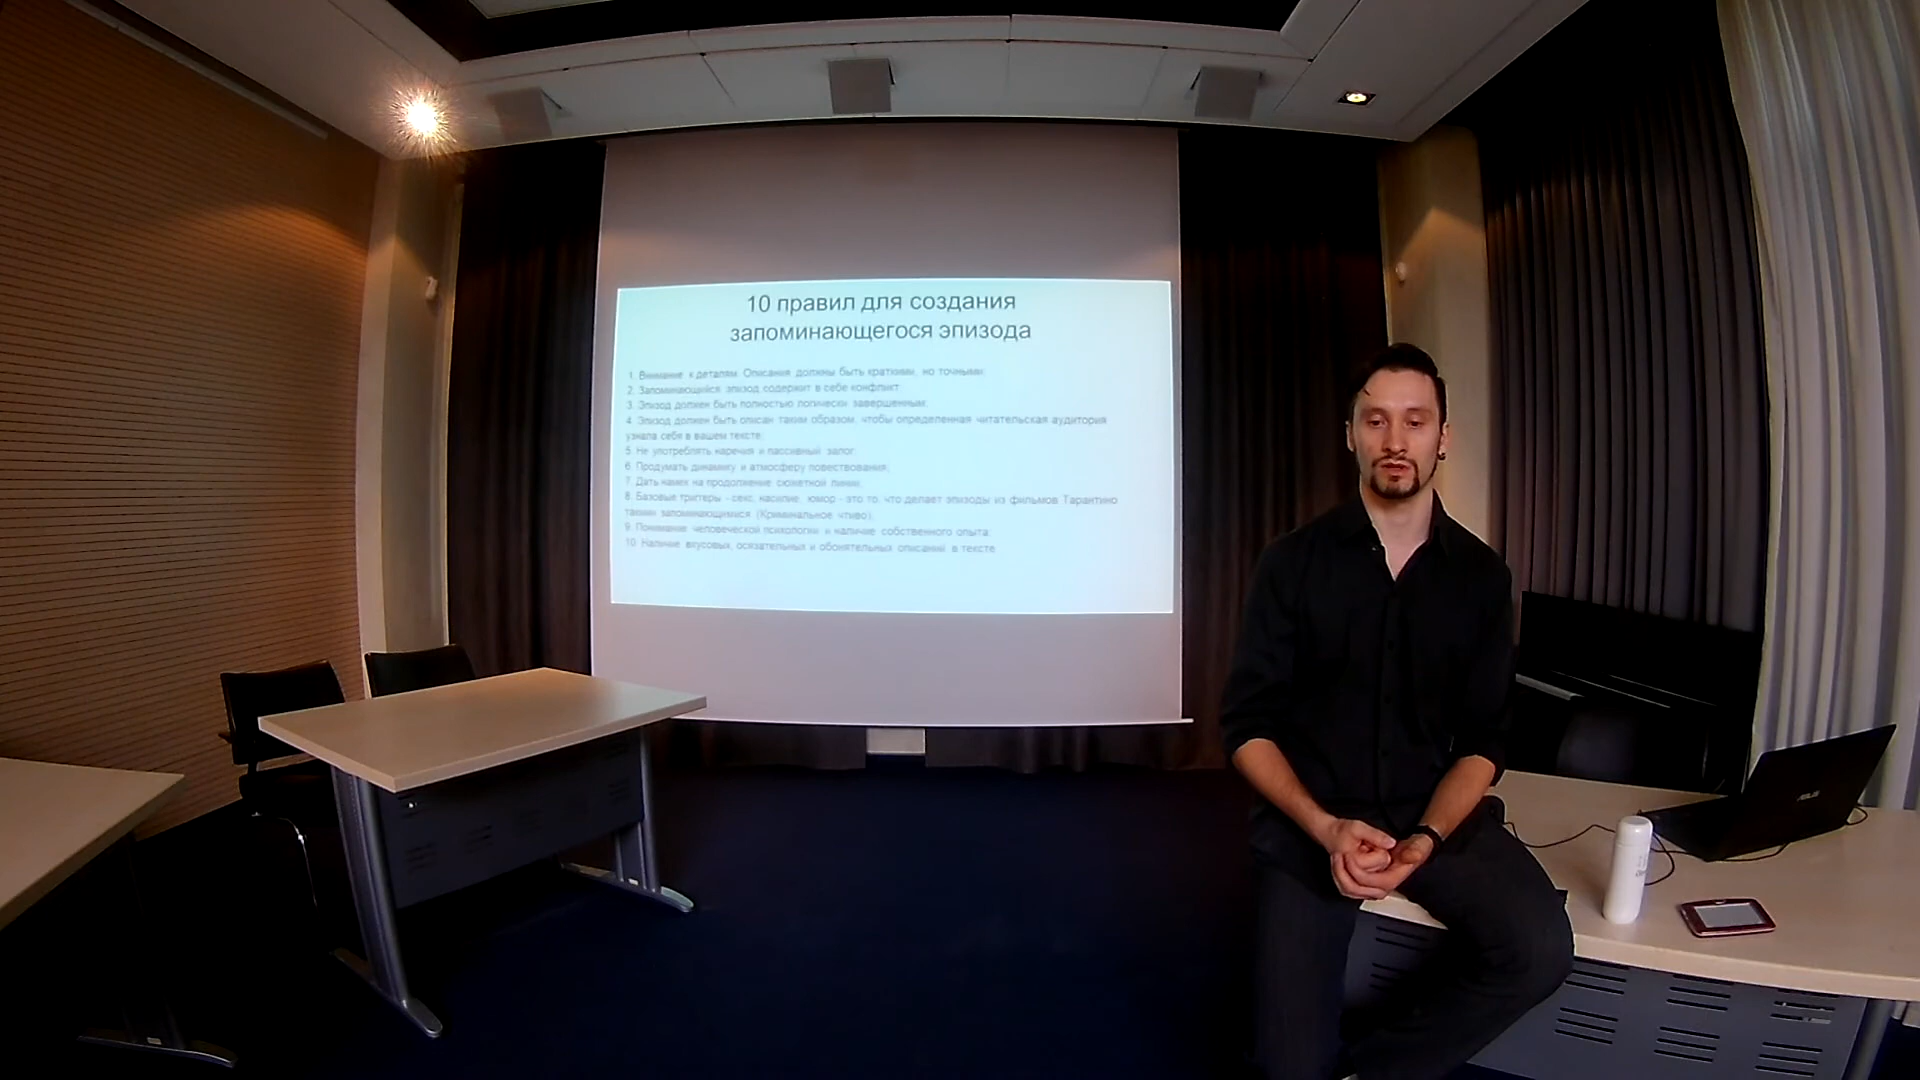 10 правил для создания
запоминающегося эпизода
1. Внимание к деталям. Описания должны быть краткими, но точными;
2. Запоминающийся эпизод содержит в себе конфликт
3. Эпизод должен быть полностью логически завершенным;
4. Эпизод должен быть описан таким образом, чтобы определенная читательская аудитория
узнала себя в вашем тексте;
5. Не употреблять наречия и пассивный залог;
6. Продумать динамику и атмосферу повествования;
7. Дать намек на продолжение сюжетной линии;
8. Базовые триггеры - секс, насилие, юмор - это то, что делает эпизоды из фильмов Тарантино
такими запоминающимися (Криминальное чтиво);
9. Понимание человеческой психологии и наличие собственного опыта;
10. Наличие вкусовых, осязательных и обонятельных описаний в тексте.
ASUS